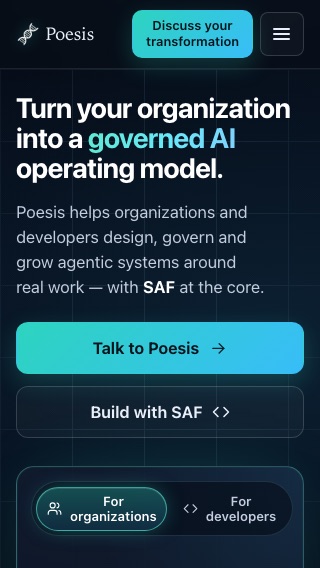 Poesis
Discuss your
transformation
Turn your organization
into a governed AI
operating model.
Poesis helps organizations and
developers design, govern and
grow agentic systems around
real work — with SAF at the core.
Talk to Poesis →
Build with SAF <>
For
organizations
<> For
developers